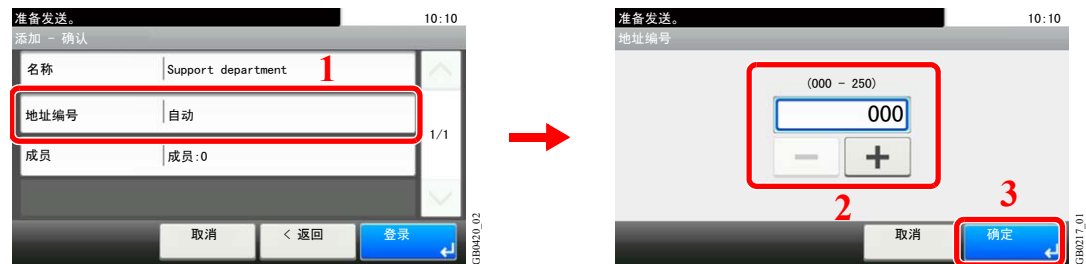 准备发送。 10:10
添加 - 确认
名称 Support department 1
地址编号 自动
1/1
成员 成员:0
取消 < 返回 登录
GB0420_02
准备发送。 10:10
地址编号
(000 - 250)
000
− +
2
3
取消 确定
GB0217_01